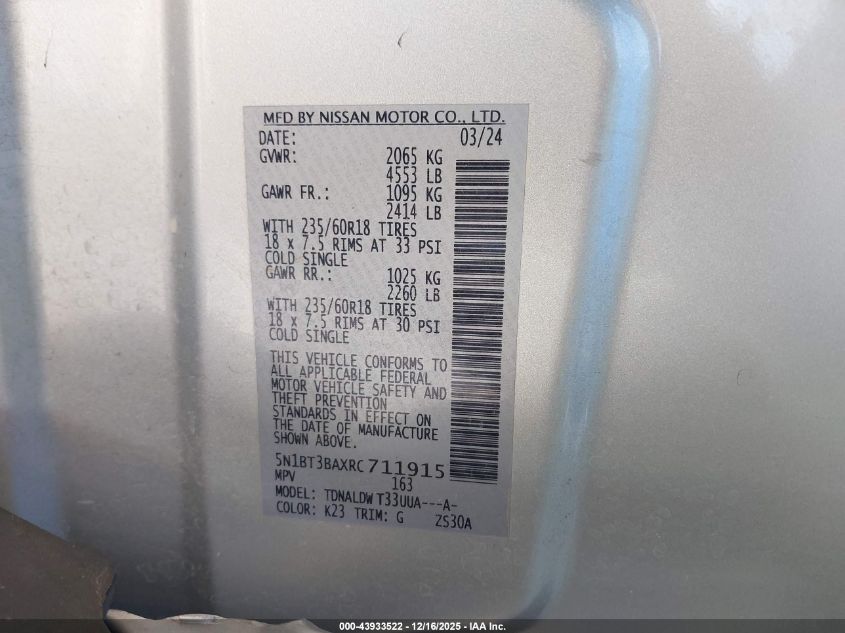 MFD BY NISSAN MOTOR CO., LTD.
DATE: 03/24
GVWR: 2065 KG
4553 LB
GAWR FR.: 1095 KG
2414 LB
WITH 235/60R18 TIRES
18 x 7.5 RIMS AT 33 PSI
COLD SINGLE
GAWR RR.: 1025 KG
2260 LB
WITH 235/60R18 TIRES
18 x 7.5 RIMS AT 30 PSI
COLD SINGLE
THIS VEHICLE CONFORMS TO
ALL APPLICABLE FEDERAL
MOTOR VEHICLE SAFETY AND
THEFT PREVENTION
STANDARDS IN EFFECT ON
THE DATE OF MANUFACTURE
SHOWN ABOVE.
5N1BT3BAXRC711915
MPV 163
MODEL: TDNALDW T33UUA---A-
COLOR: K23 TRIM: G ZS30A
000-43933522 - 12/16/2025 - IAA Inc.